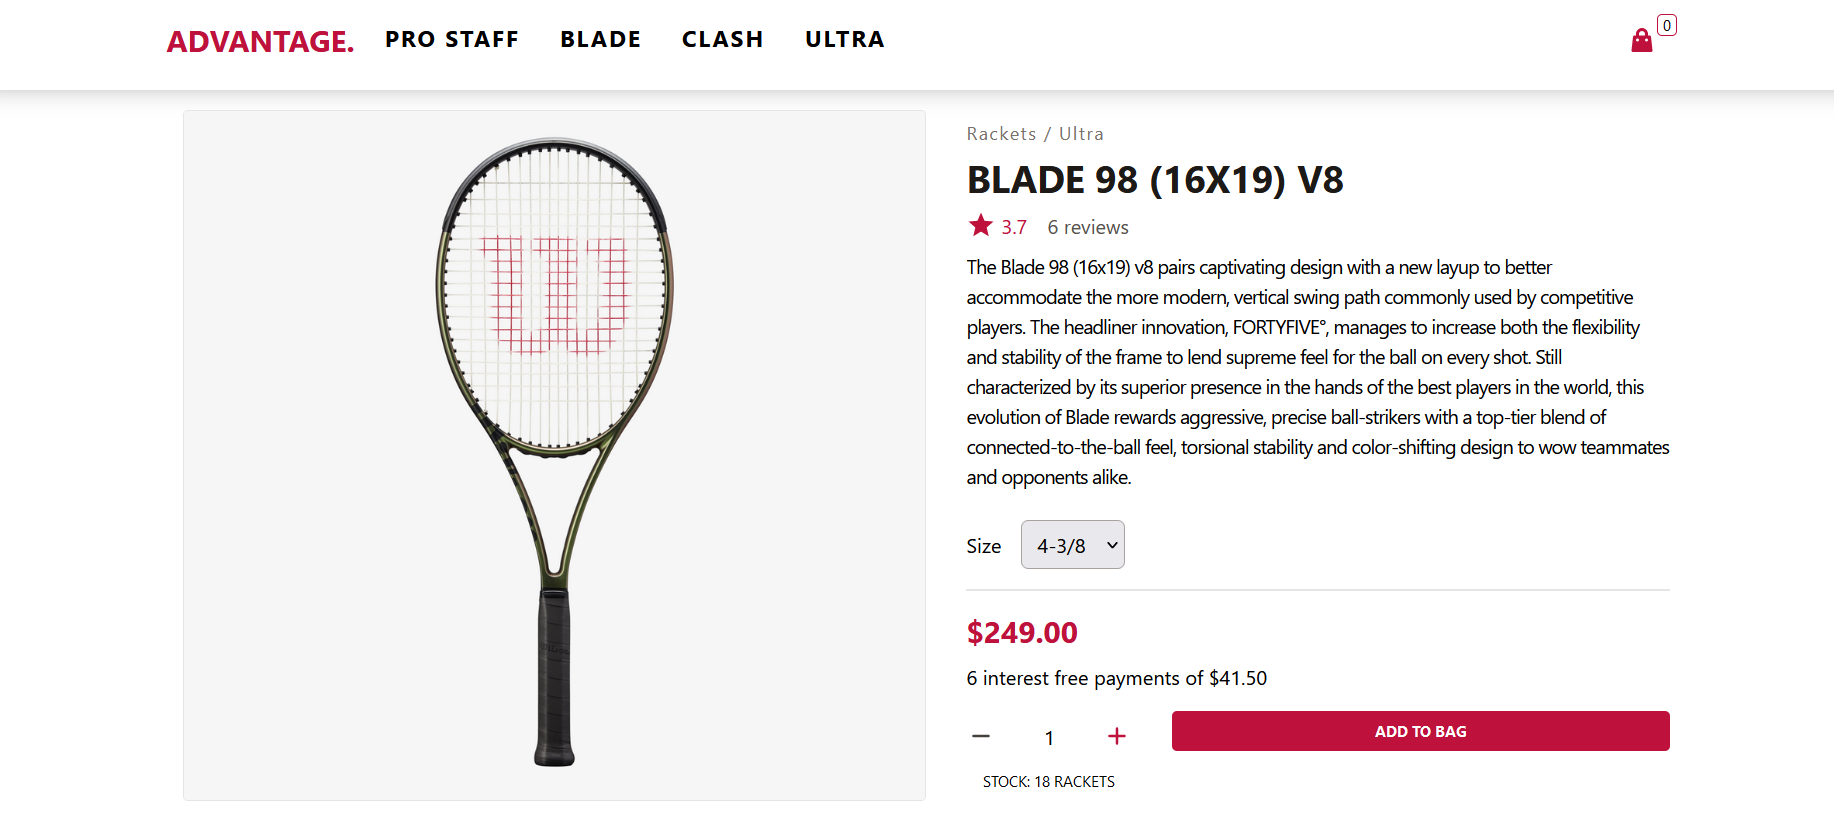 ADVANTAGE. PRO STAFF BLADE CLASH ULTRA 0
Rackets / Ultra
BLADE 98 (16X19) V8
3.7 6 reviews
The Blade 98 (16x19) v8 pairs captivating design with a new layup to better
accommodate the more modern, vertical swing path commonly used by competitive
players. The headliner innovation, FORTYFIVE°, manages to increase both the flexibility
and stability of the frame to lend supreme feel for the ball on every shot. Still
characterized by its superior presence in the hands of the best players in the world, this
evolution of Blade rewards aggressive, precise ball-strikers with a top-tier blend of
connected-to-the-ball feel, torsional stability and color-shifting design to wow teammates
and opponents alike.
Size 4-3/8
$249.00
6 interest free payments of $41.50
− 1 + ADD TO BAG
STOCK: 18 RACKETS